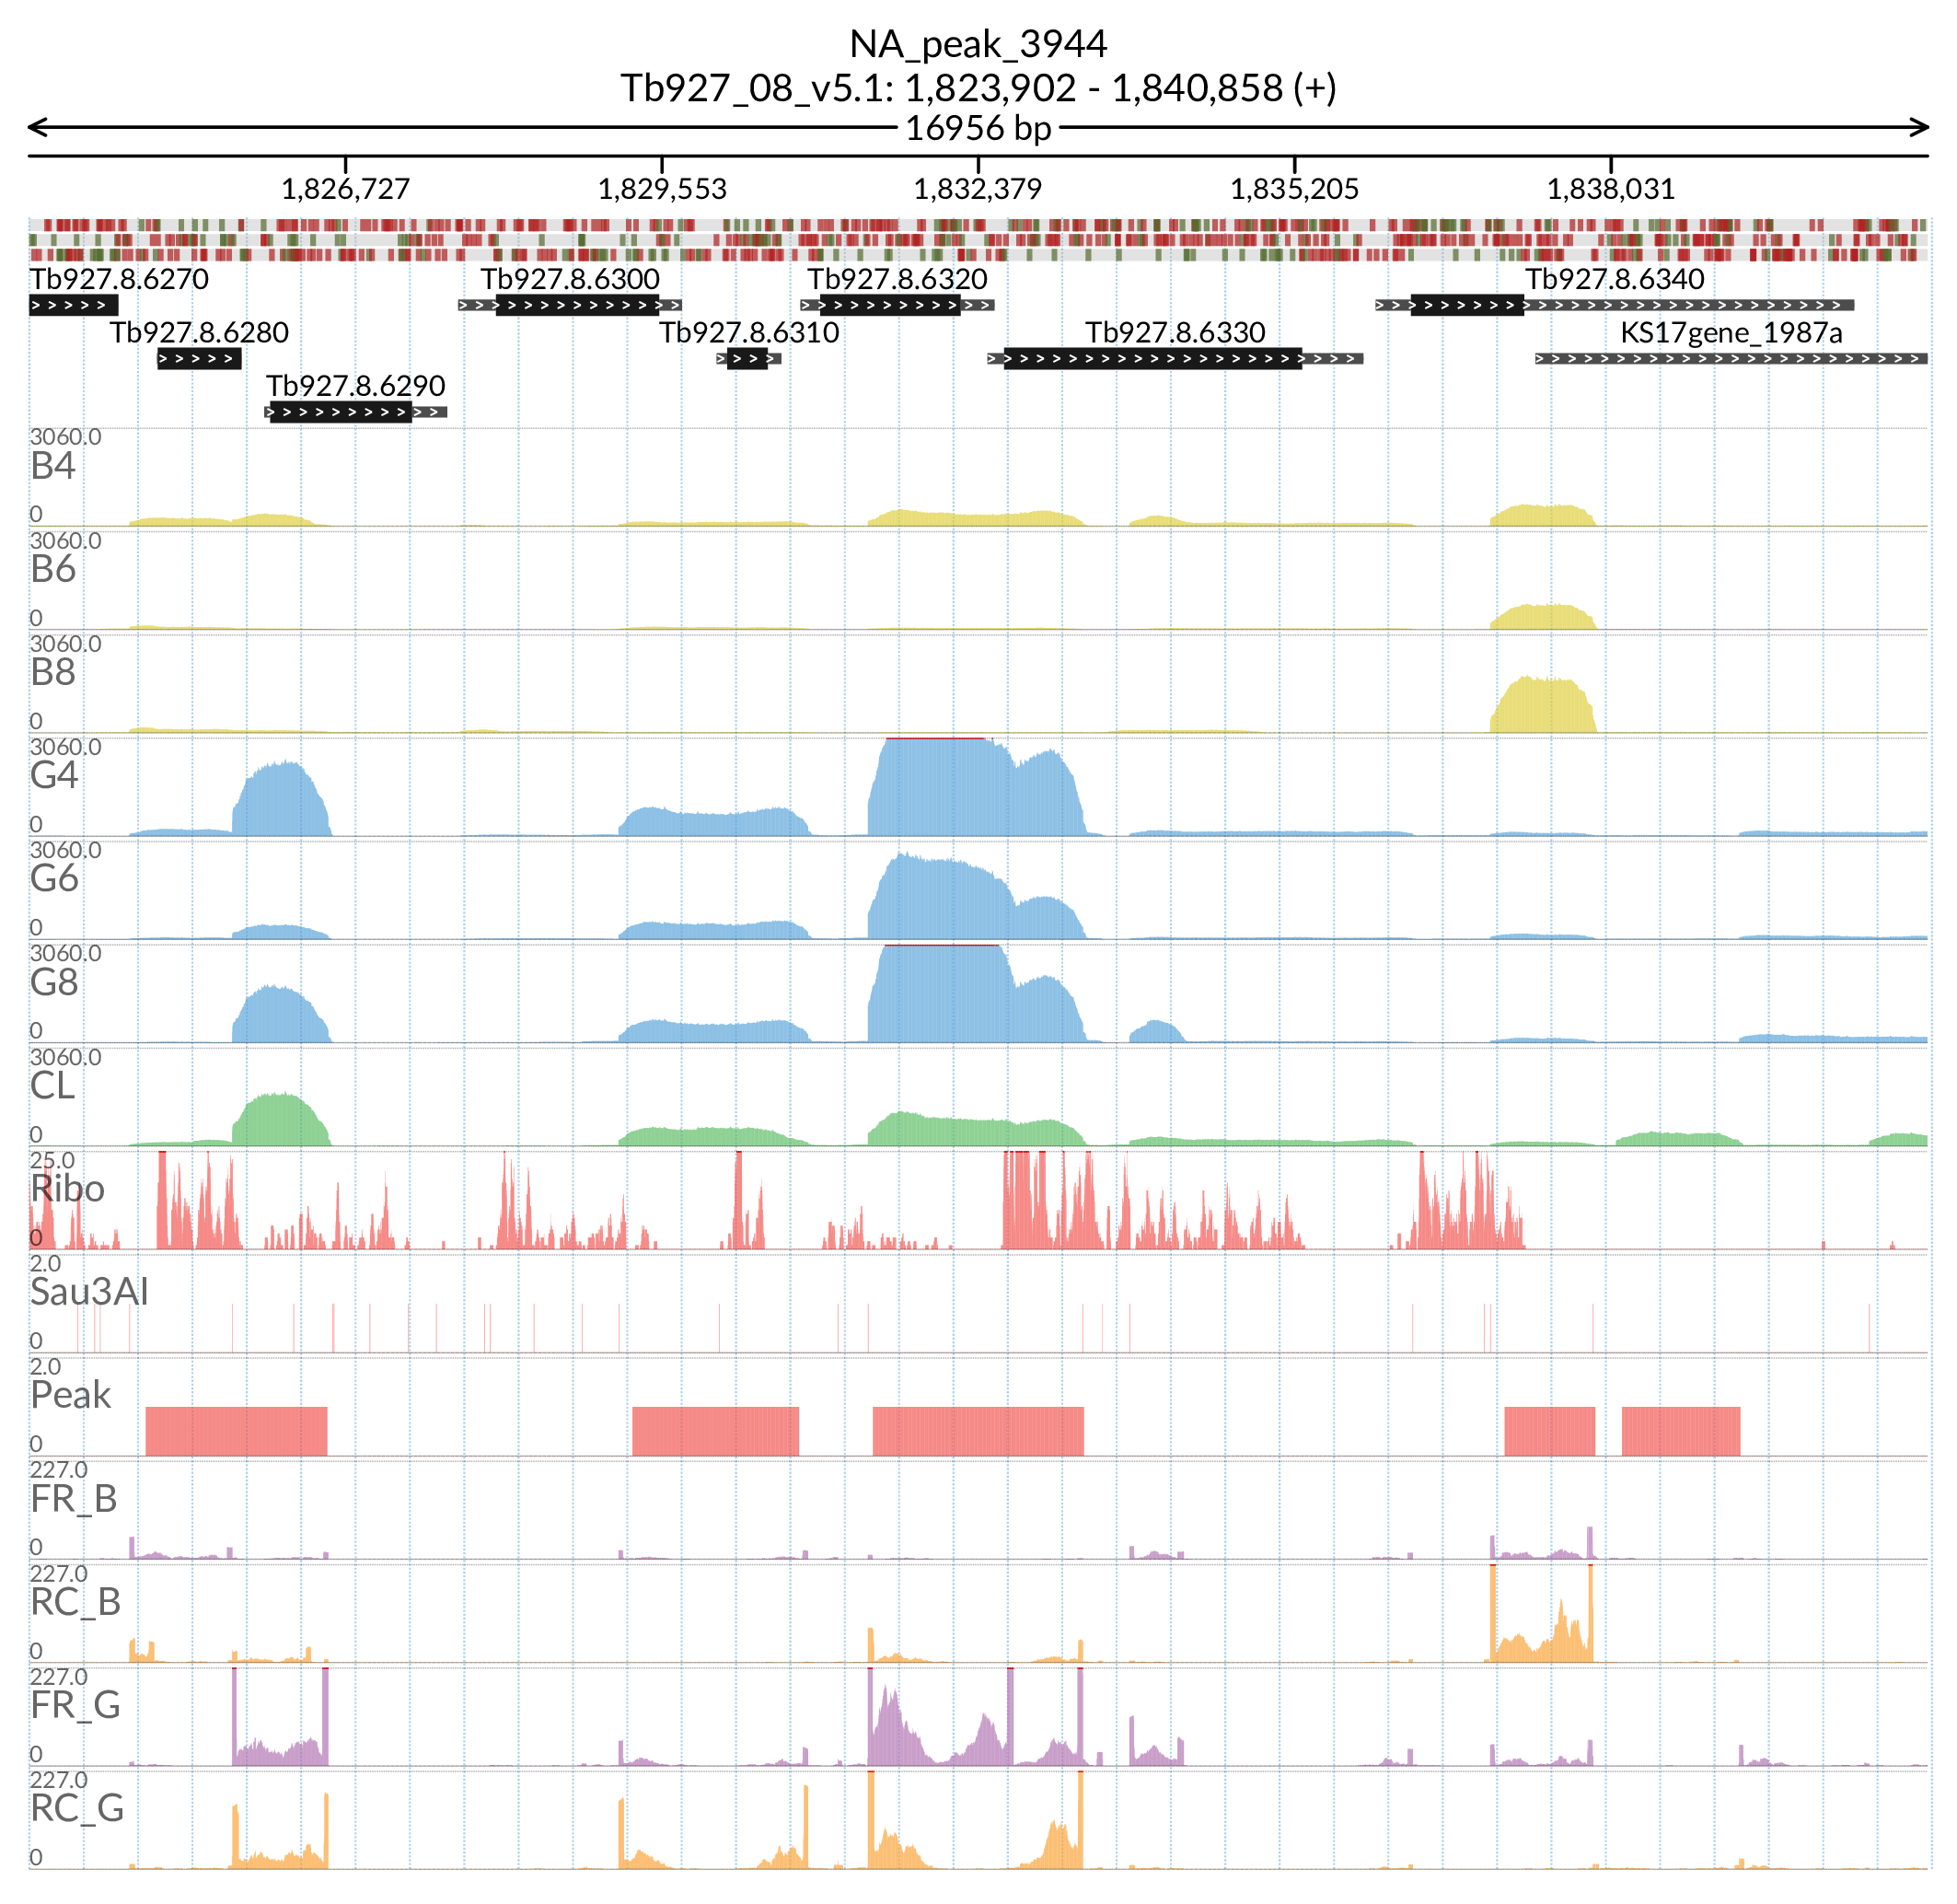 NA_peak_3944
Tb927_08_v5.1: 1,823,902 - 1,840,858 (+)
16956 bp
1,826,727 1,829,553 1,832,379 1,835,205 1,838,031
Tb927.8.6270 Tb927.8.6300 Tb927.8.6320 Tb927.8.6340
Tb927.8.6280 Tb927.8.6310 Tb927.8.6330 KS17gene_1987a
Tb927.8.6290
3060.0
B4
0
3060.0
B6
0
3060.0
B8
0
3060.0
G4
0
3060.0
G6
0
3060.0
G8
0
3060.0
CL
0
25.0
Ribo
0
2.0
Sau3AI
0
2.0
Peak
0
227.0
FR_B
0
227.0
RC_B
0
227.0
FR_G
0
227.0
RC_G
0